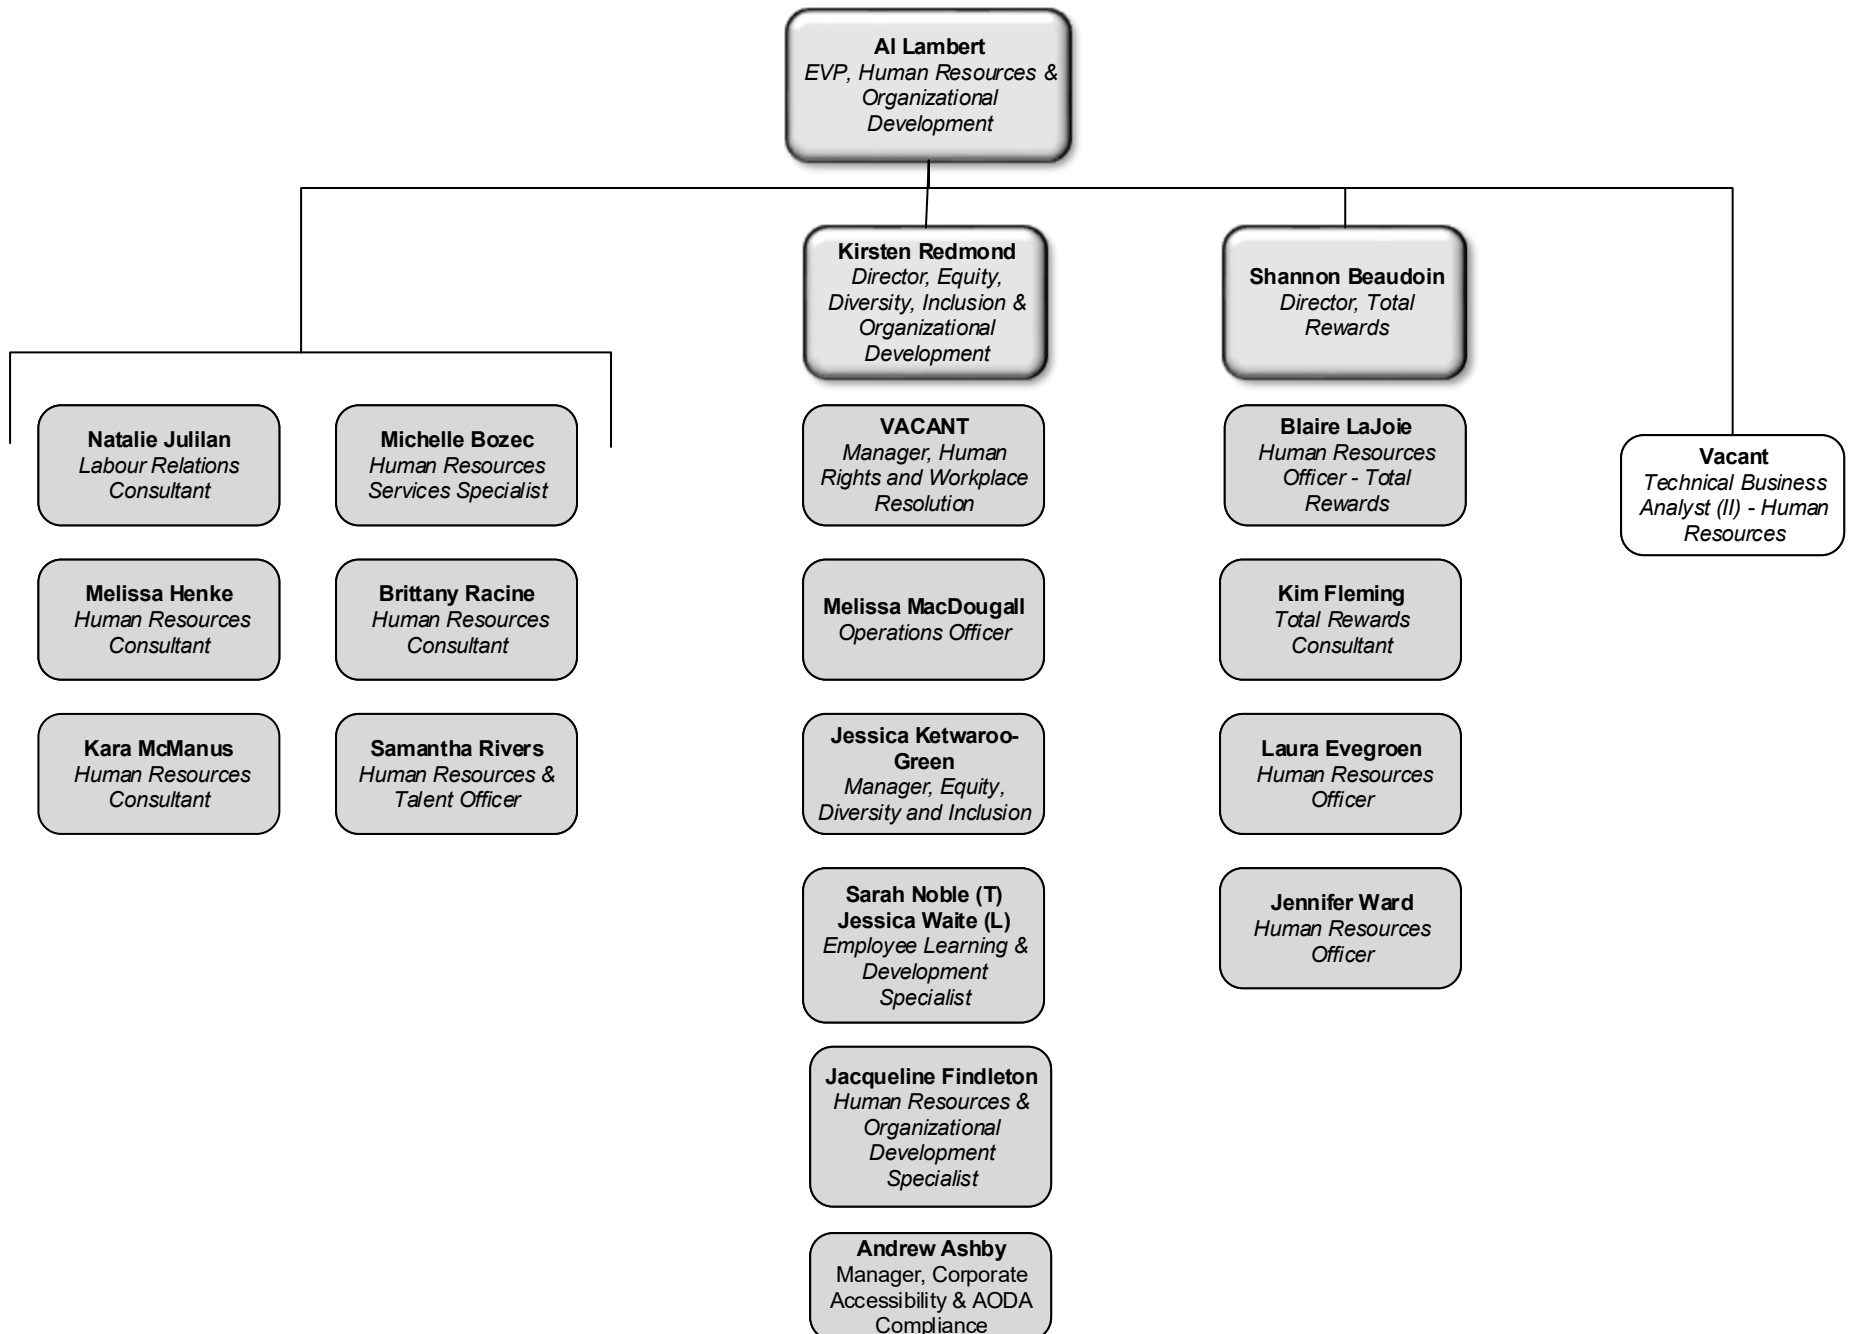 Al Lambert
EVP, Human Resources &
Organizational
Development
Kirsten Redmond
Director, Equity,
Diversity, Inclusion &
Organizational
Development
Shannon Beaudoin
Director, Total
Rewards
Natalie Julilan
Labour Relations
Consultant
Michelle Bozec
Human Resources
Services Specialist
VACANT
Manager, Human
Rights and Workplace
Resolution
Blaire LaJoie
Human Resources
Officer - Total
Rewards
Vacant
Technical Business
Analyst (II) - Human
Resources
Melissa Henke
Human Resources
Consultant
Brittany Racine
Human Resources
Consultant
Melissa MacDougall
Operations Officer
Kim Fleming
Total Rewards
Consultant
Kara McManus
Human Resources
Consultant
Samantha Rivers
Human Resources &
Talent Officer
Jessica Ketwaroo-
Green
Manager, Equity,
Diversity and Inclusion
Laura Evegroen
Human Resources
Officer
Sarah Noble (T)
Jessica Waite (L)
Employee Learning &
Development
Specialist
Jennifer Ward
Human Resources
Officer
Jacqueline Findleton
Human Resources &
Organizational
Development
Specialist
Andrew Ashby
Manager, Corporate
Accessibility & AODA
Compliance